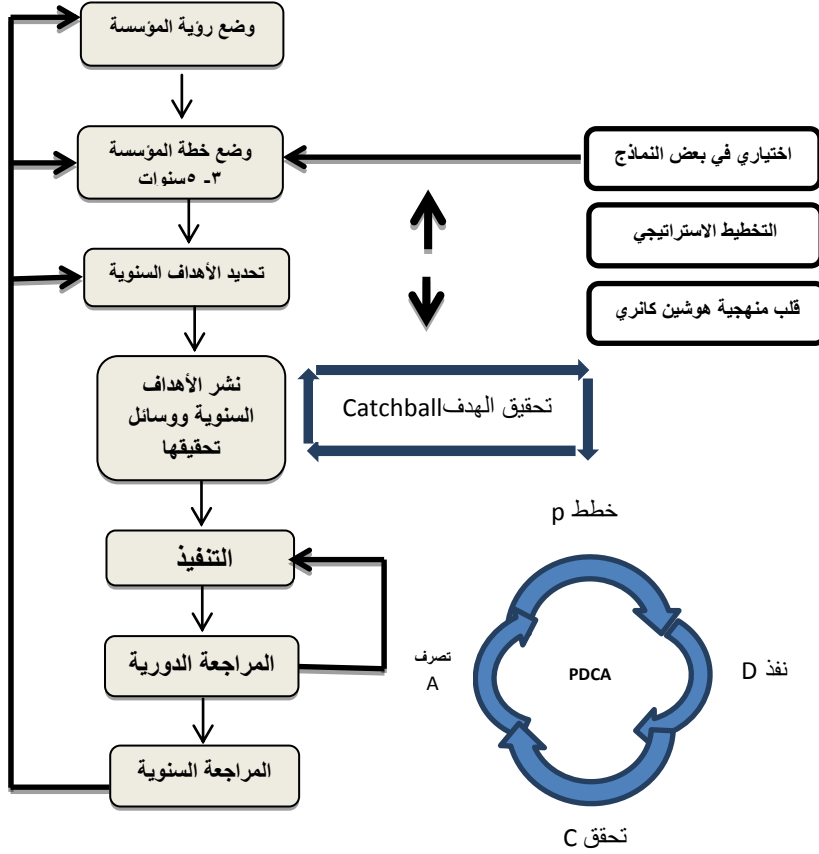 وضع رؤية المؤسسة
وضع خطة المؤسسة
٣- ٥سنوات
تحديد الأهداف السنوية
نشر الأهداف
السنوية ووسائل
تحقيقها
التنفيذ
المراجعة الدورية
المراجعة السنوية
اختياري في بعض النماذج
التخطيط الاستراتيجي
قلب منهجية هوشين كانري
تحقيق الهدفCatchball
خطط p
نفذ D
تحقق C
تصرف
A
PDCA